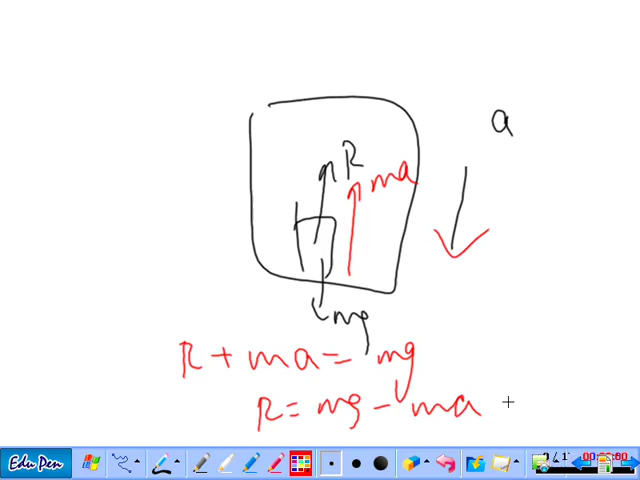 a
R
ma
mg
R + ma = mg
R = mg - ma
Edu Pen